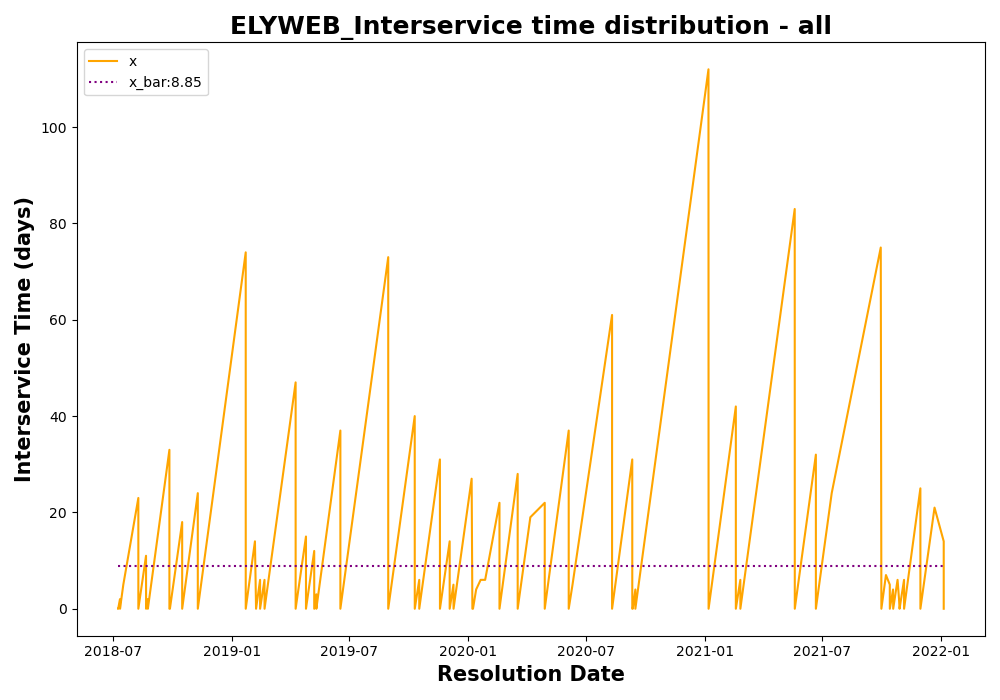 ELYWEB_Interservice time distribution - all
x
x_bar:8.85
Interservice Time (days)
100
80
60
40
20
0
2018-07 2019-01 2019-07 2020-01 2020-07 2021-01 2021-07 2022-01
Resolution Date